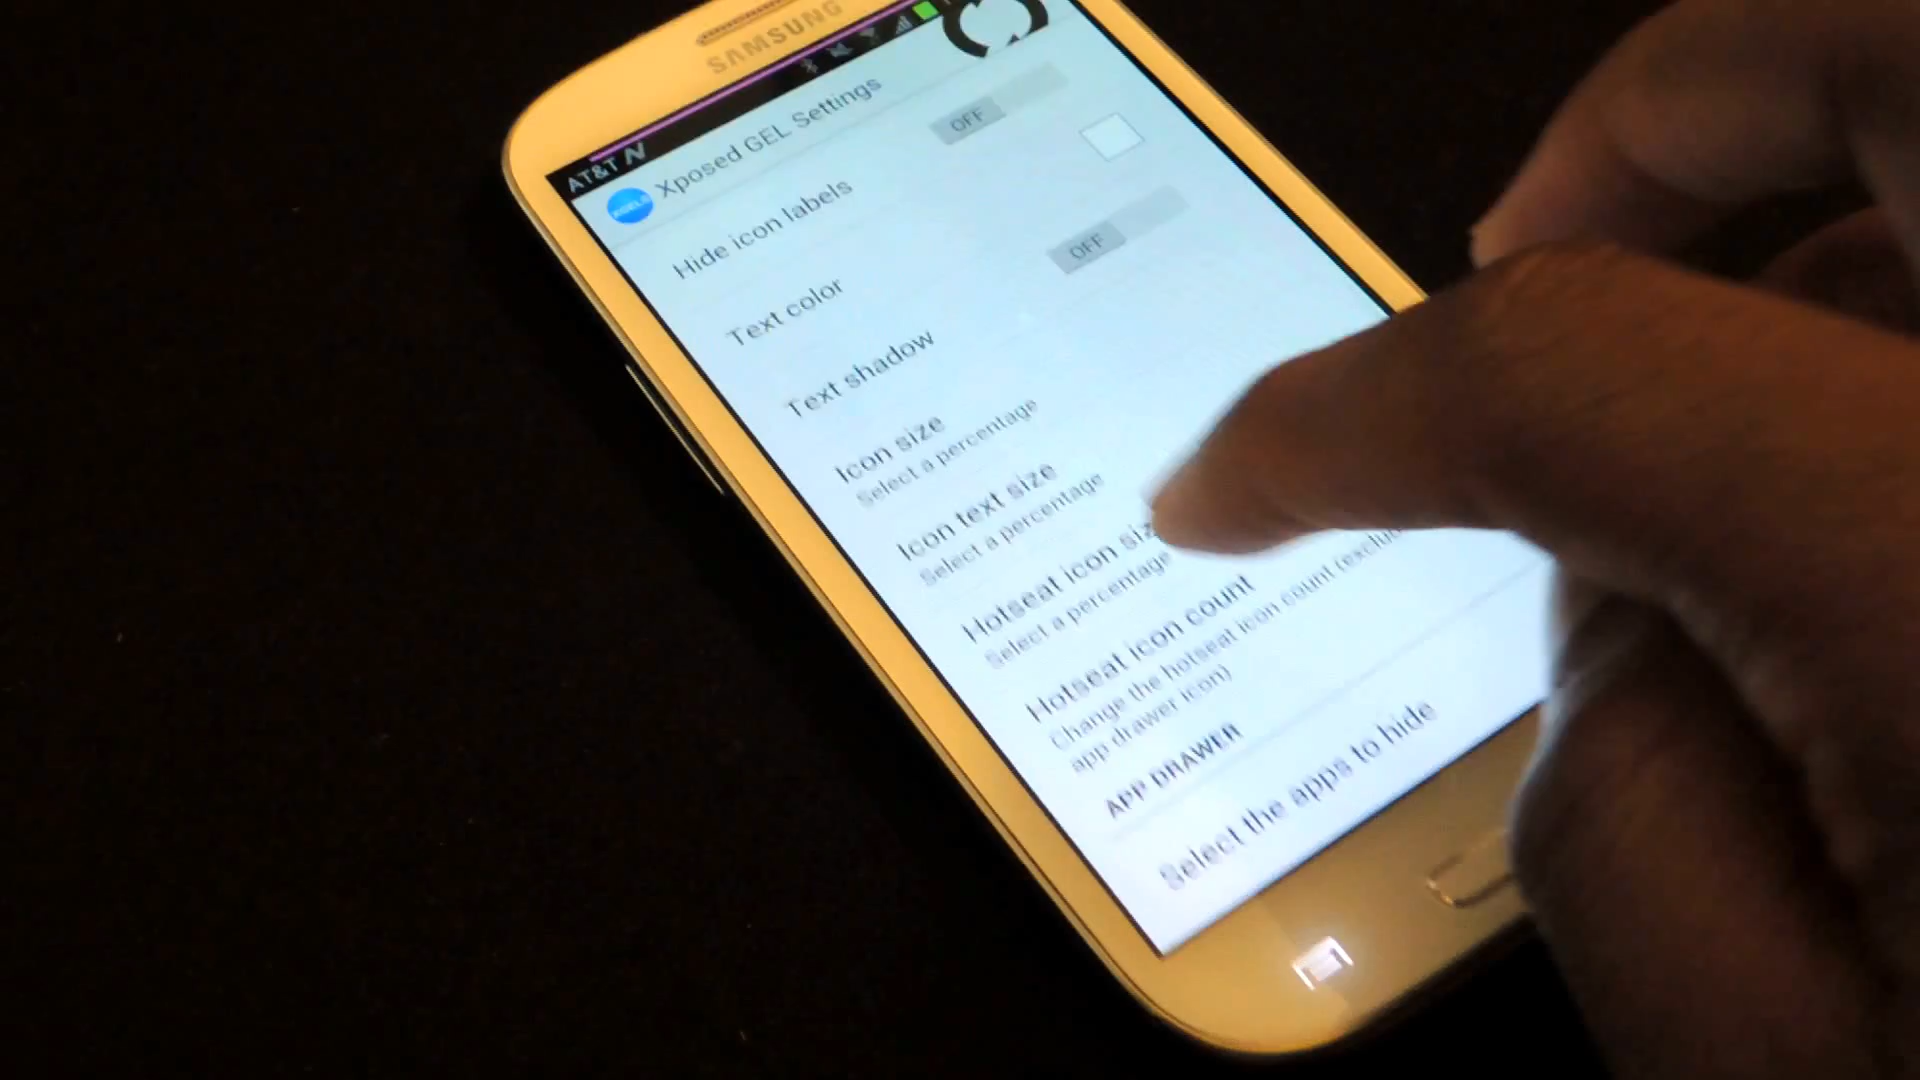 SAMSUNG
AT&T
Xposed GEL Settings
Hide icon labels
OFF
Text color
Text shadow
OFF
Icon size
Select a percentage
Icon text size
Select a percentage
Hotseat icon
Select a percentage
Hotseat icon count
Change the hotseat icon count
app drawer icon)
APP DRAWER
Select the apps to hide